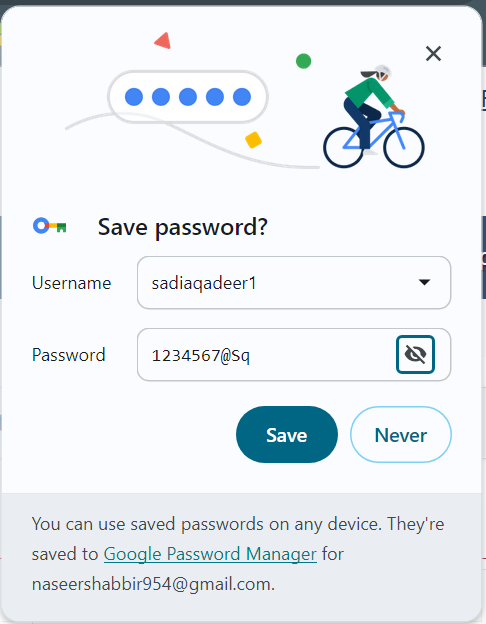 Save password?
Username
sadiaqadeer1
Password
1234567@Sq
Save
Never
You can use saved passwords on any device. They're
saved to Google Password Manager for
naseershabbir954@gmail.com.